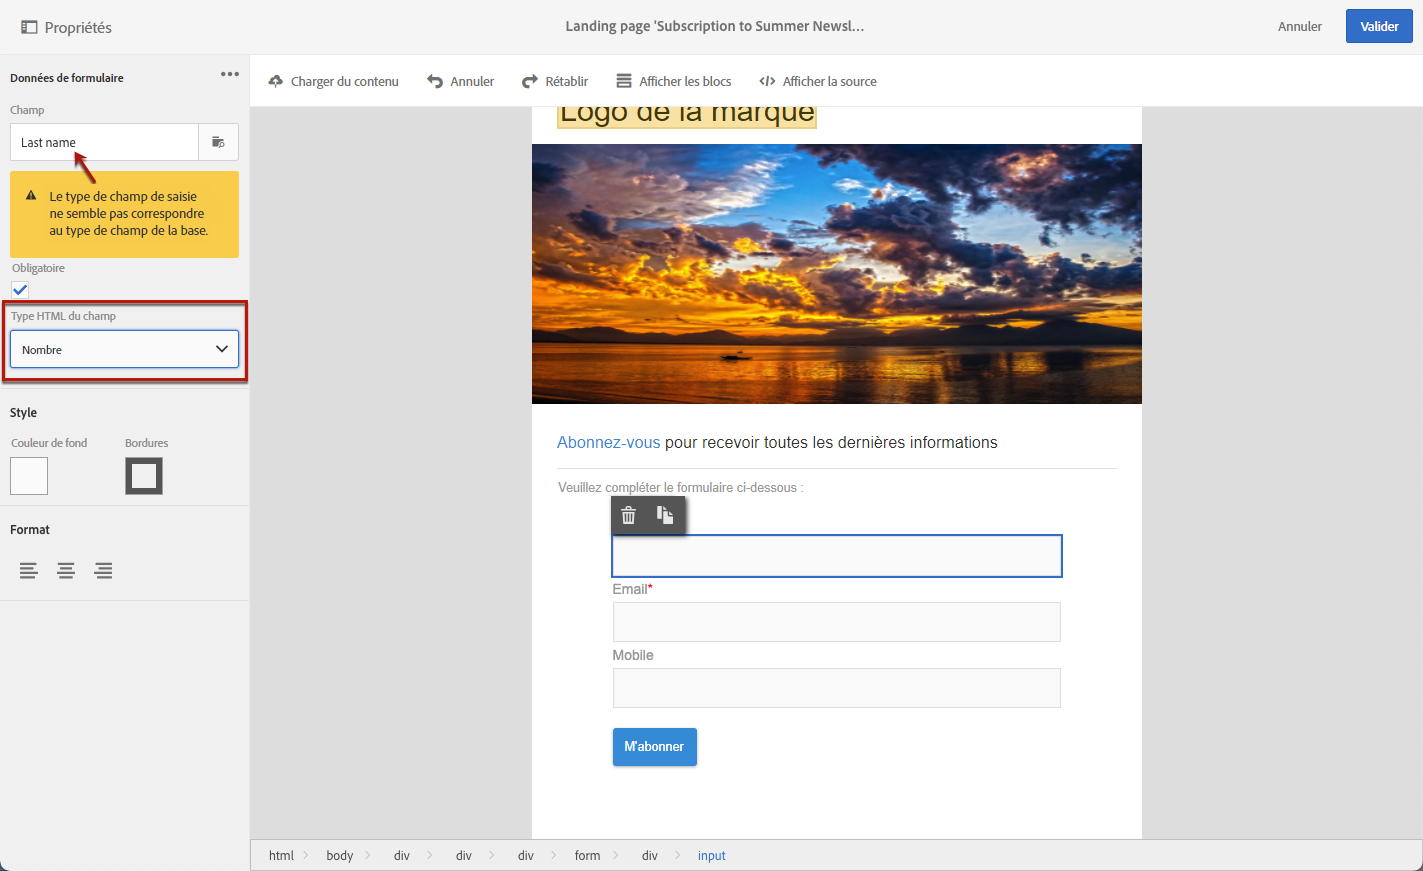 Propriétés
Landing page 'Subscription to Summer Newsl…
Annuler
Valider
Données de formulaire
Charger du contenu
Annuler
Rétablir
Afficher les blocs
Afficher la source
Champ
Last name
Le type de champ de saisie
ne semble pas correspondre
au type de champ de la base.
Obligatoire
Type HTML du champ
Nombre
Style
Couleur de fond
Bordures
Format
Logo de la marque
Abonnez-vous pour recevoir toutes les dernières informations
Veuillez compléter le formulaire ci-dessous :
Email*
Mobile
M'abonner
html
body
div
div
div
form
div
input